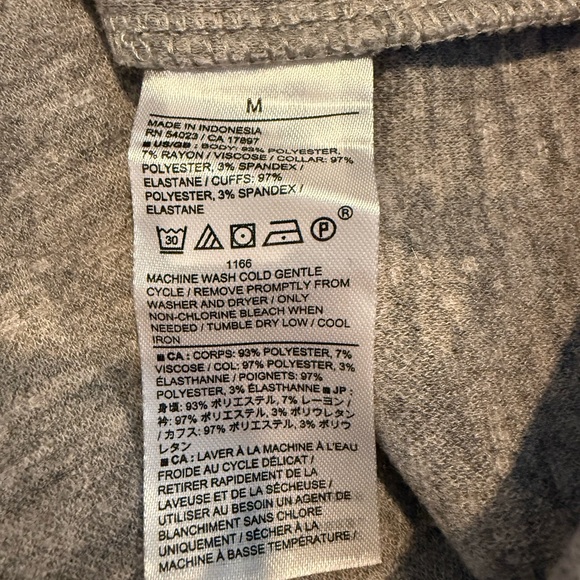 M
MADE IN INDONESIA
RN 54023 / CA 17897
■ US/GB : BODY: 93% POLYESTER,
7% RAYON / VISCOSE / COLLAR: 97%
POLYESTER, 3% SPANDEX /
ELASTANE / CUFFS: 97%
POLYESTER, 3% SPANDEX /
ELASTANE
30 P ®
1166
MACHINE WASH COLD GENTLE
CYCLE / REMOVE PROMPTLY FROM
WASHER AND DRYER / ONLY
NON-CHLORINE BLEACH WHEN
NEEDED / TUMBLE DRY LOW / COOL
IRON
■ CA : CORPS: 93% POLYESTER, 7%
VISCOSE / COL: 97% POLYESTER, 3%
ÉLASTHANNE / POIGNETS: 97%
POLYESTER, 3% ÉLASTHANNE ■ JP :
身頃: 93% ポリエステル, 7% レーヨン /
衿: 97% ポリエステル, 3% ポリウレタン
/ カフス: 97% ポリエステル, 3% ポリウ
レタン
■ CA : LAVER À LA MACHINE À L'EAU
FROIDE AU CYCLE DÉLICAT /
RETIRER RAPIDEMENT DE LA
LAVEUSE ET DE LA SÉCHEUSE /
UTILISER AU BESOIN UN AGENT DE
BLANCHIMENT SANS CHLORE
UNIQUEMENT / SÉCHER À LA
MACHINE À BASSE TEMPÉRATURE /